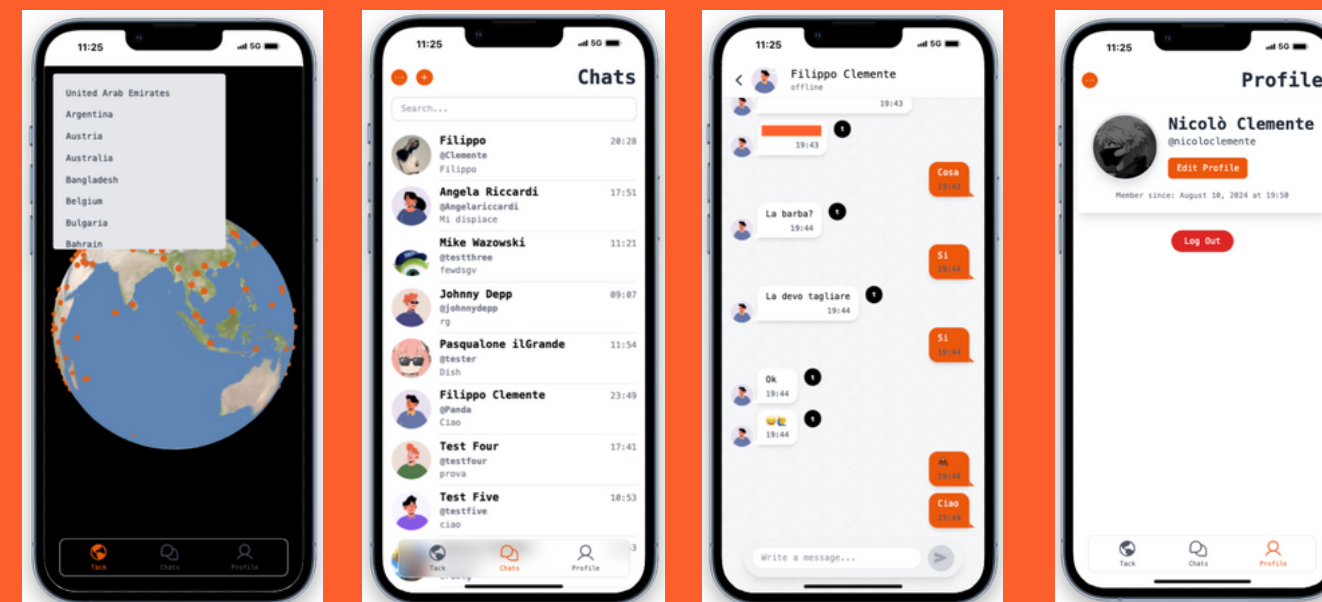 11:25
5G
United Arab Emirates
Argentina
Austria
Australia
Bangladesh
Belgium
Bulgaria
Bahrain
Tack
Chats
Profile
11:25
5G
Chats
Search...
Filippo
20:28
@Clemente
Filippo
Angela Riccardi
17:51
@Angelariccardi
Mi dispiace
Mike Wazowski
11:21
@testthree
fewdsgv
Johnny Depp
09:07
@johnnydepp
rg
Pasqualone ilGrande
11:54
@tester
Dish
Filippo Clemente
23:49
@Panda
Ciao
Test Four
17:41
@testfour
prova
Test Five
10:53
@testfive
ciao
Tack
Chats
Profile
11:25
5G
Filippo Clemente
offline
19:43
t
19:43
Cosa
19:43
La barba?
t
19:44
Si
19:44
La devo tagliare
t
19:44
Si
19:44
Ok
t
19:44
t
19:44
19:44
Ciao
23:49
Write a message...
11:25
5G
Profile
Nicolò Clemente
@nicoloclemente
Edit Profile
Member since: August 10, 2024 at 19:50
Log Out
Tack
Chats
Profile